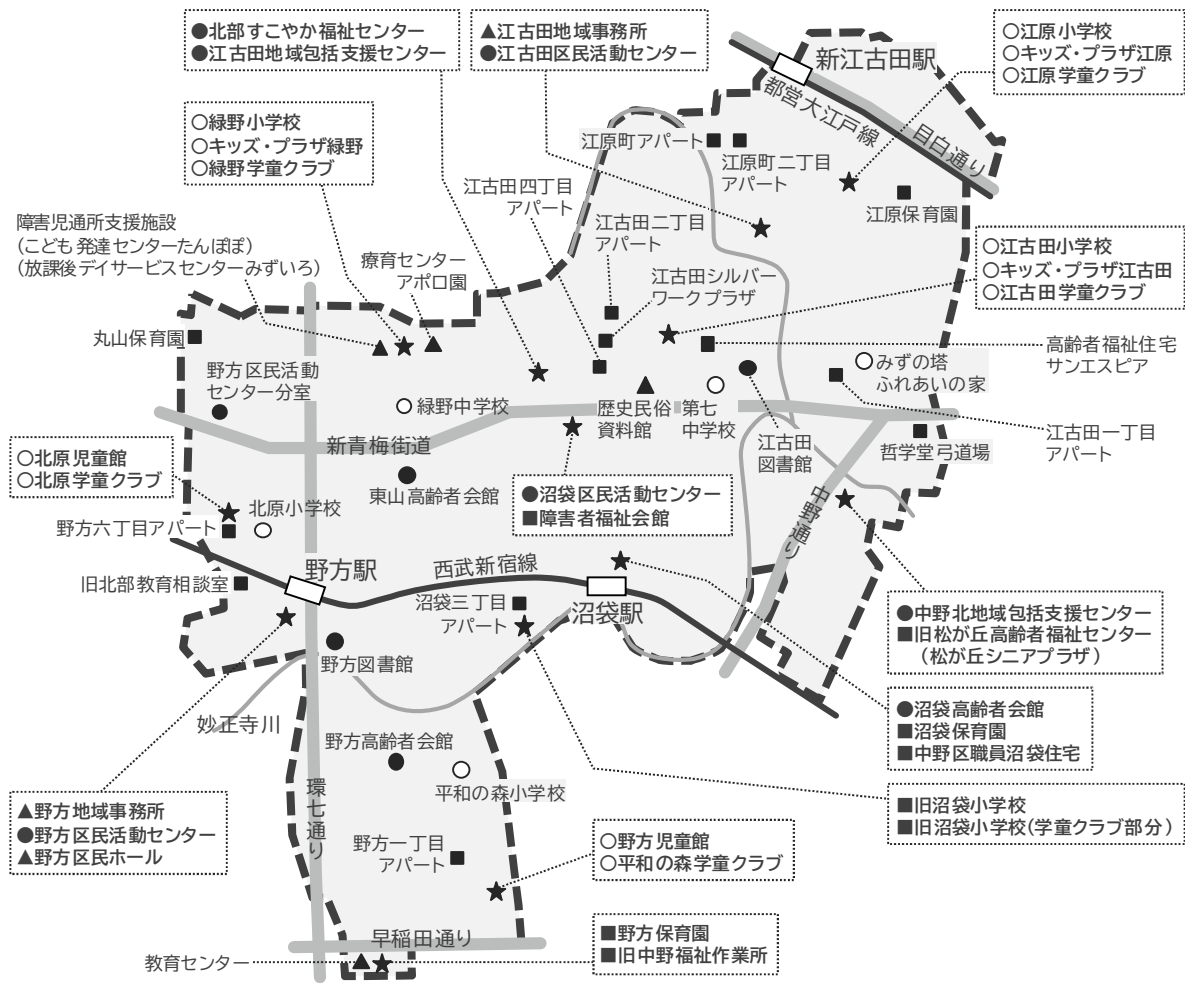 ●北部すこやか福祉センター
●江古田地域包括支援センター
▲江古田地域事務所
●江古田区民活動センター
○江原小学校
○キッズ・プラザ江原
○江原学童クラブ
新江古田駅
都営大江戸線
目白通り
○緑野小学校
○キッズ・プラザ緑野
○緑野学童クラブ
江原町アパート
江原町二丁目
アパート
江古田四丁目
アパート
江原保育園
障害児通所支援施設
(こども発達センターたんぽぽ)
(放課後デイサービスセンターみずいろ)
江古田二丁目
アパート
○江古田小学校
○キッズ・プラザ江古田
○江古田学童クラブ
療育センター
アポロ園
江古田シルバー
ワークプラザ
丸山保育園
高齢者福祉住宅
サンエスピア
野方区民活動
センター分室
みずの塔
ふれあいの家
緑野中学校
歴史民俗
資料館
第七
中学校
江古田
図書館
江古田一丁目
アパート
新青梅街道
哲学堂弓道場
○北原児童館
○北原学童クラブ
東山高齢者会館
●沼袋区民活動センター
■障害者福祉会館
中野通り
北原小学校
野方六丁目アパート
野方駅
西武新宿線
旧北部教育相談室
沼袋三丁目
アパート
沼袋駅
●中野北地域包括支援センター
■旧松が丘高齢者福祉センター
(松が丘シニアプラザ)
野方図書館
●沼袋高齢者会館
■沼袋保育園
■中野区職員沼袋住宅
妙正寺川
野方高齢者会館
平和の森小学校
環七通り
■旧沼袋小学校
■旧沼袋小学校(学童クラブ部分)
▲野方地域事務所
●野方区民活動センター
▲野方区民ホール
野方一丁目
アパート
○野方児童館
○平和の森学童クラブ
早稲田通り
■野方保育園
■旧中野福祉作業所
教育センター